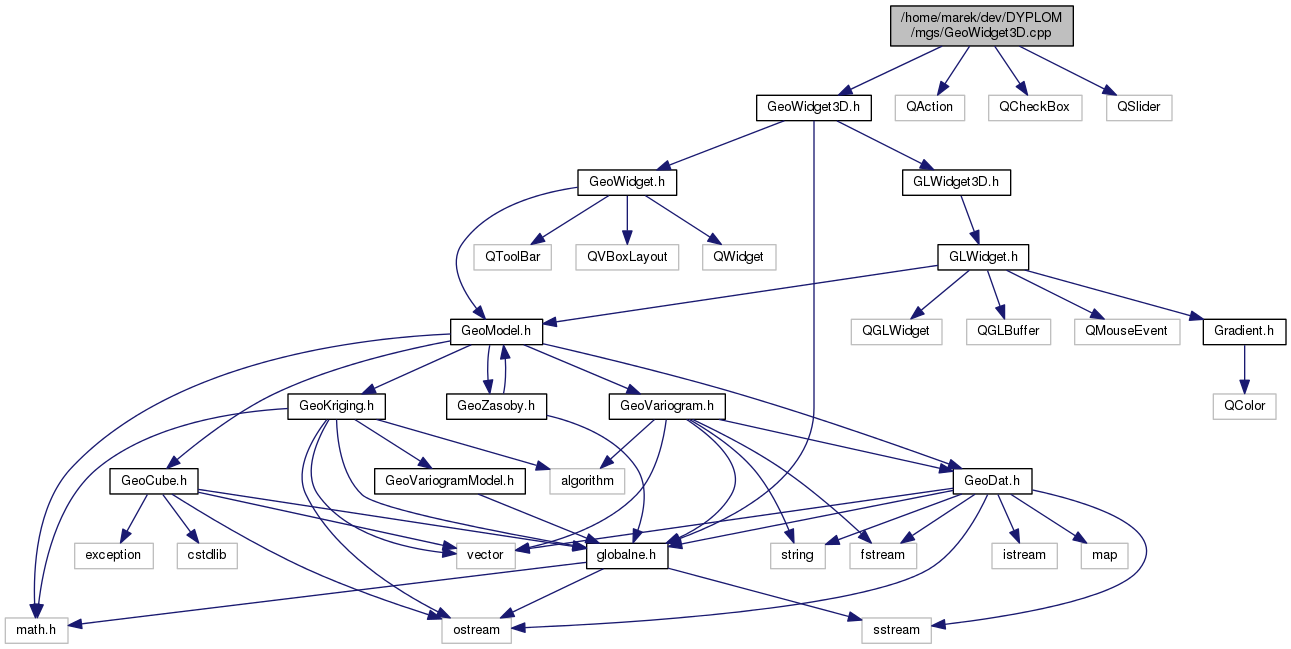 /home/marek/dev/DYPLOM
/mgs/GeoWidget3D.cpp
GeoWidget3D.h
QAction
QCheckBox
QSlider
GeoWidget.h
GLWidget3D.h
QToolBar
QVBoxLayout
QWidget
GLWidget.h
GeoModel.h
QGLWidget
QGLBuffer
QMouseEvent
Gradient.h
GeoKriging.h
GeoZasoby.h
GeoVariogram.h
QColor
GeoCube.h
GeoVariogramModel.h
algorithm
GeoDat.h
exception
cstdlib
vector
globalne.h
string
fstream
istream
map
math.h
ostream
sstream